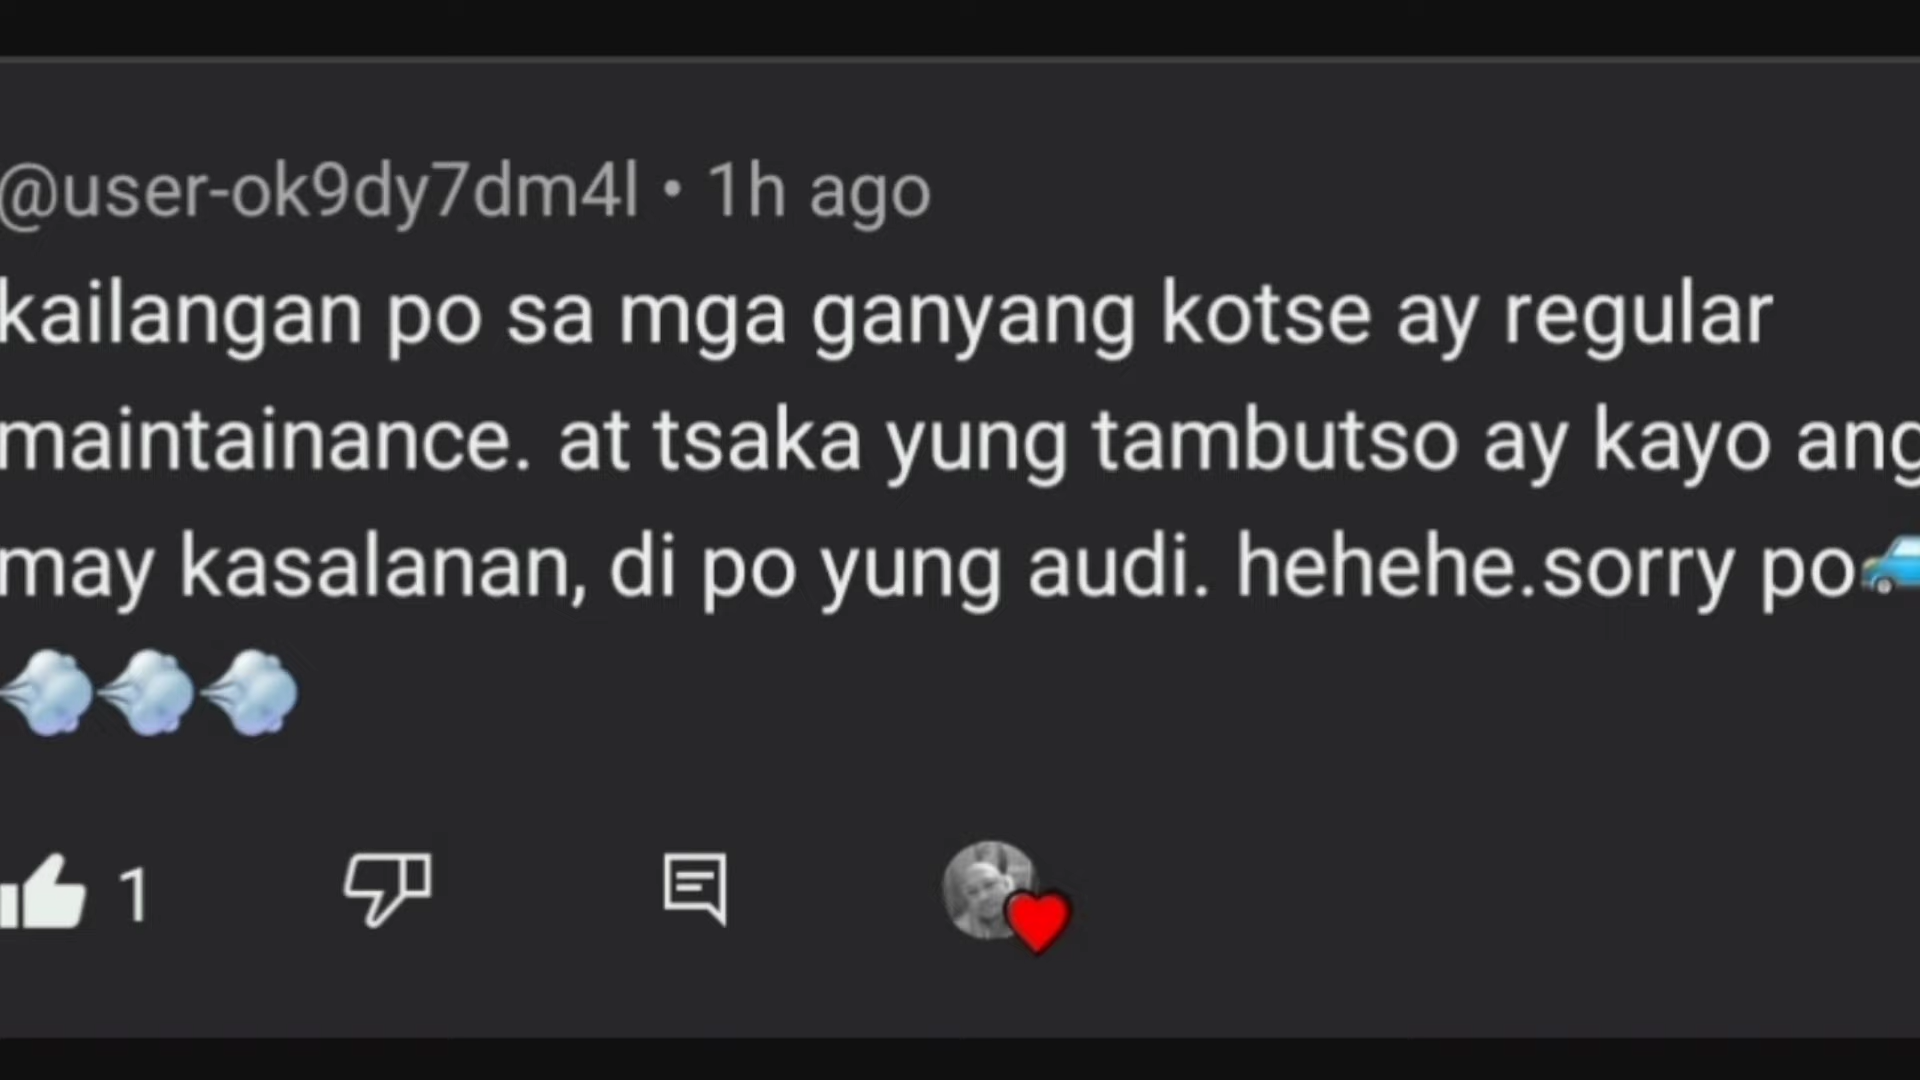 @user-ok9dy7dm4l • 1h ago
kailangan po sa mga ganyang kotse ay regular
maintainance. at tsaka yung tambutso ay kayo ang
may kasalanan, di po yung audi. hehehe.sorry po🚙
💨💨💨
1